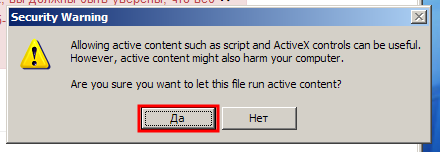 вы должны быть уверены, что все
Security Warning
Allowing active content such as script and ActiveX controls can be useful.
However, active content might also harm your computer.
Are you sure you want to let this file run active content?
Да
Нет